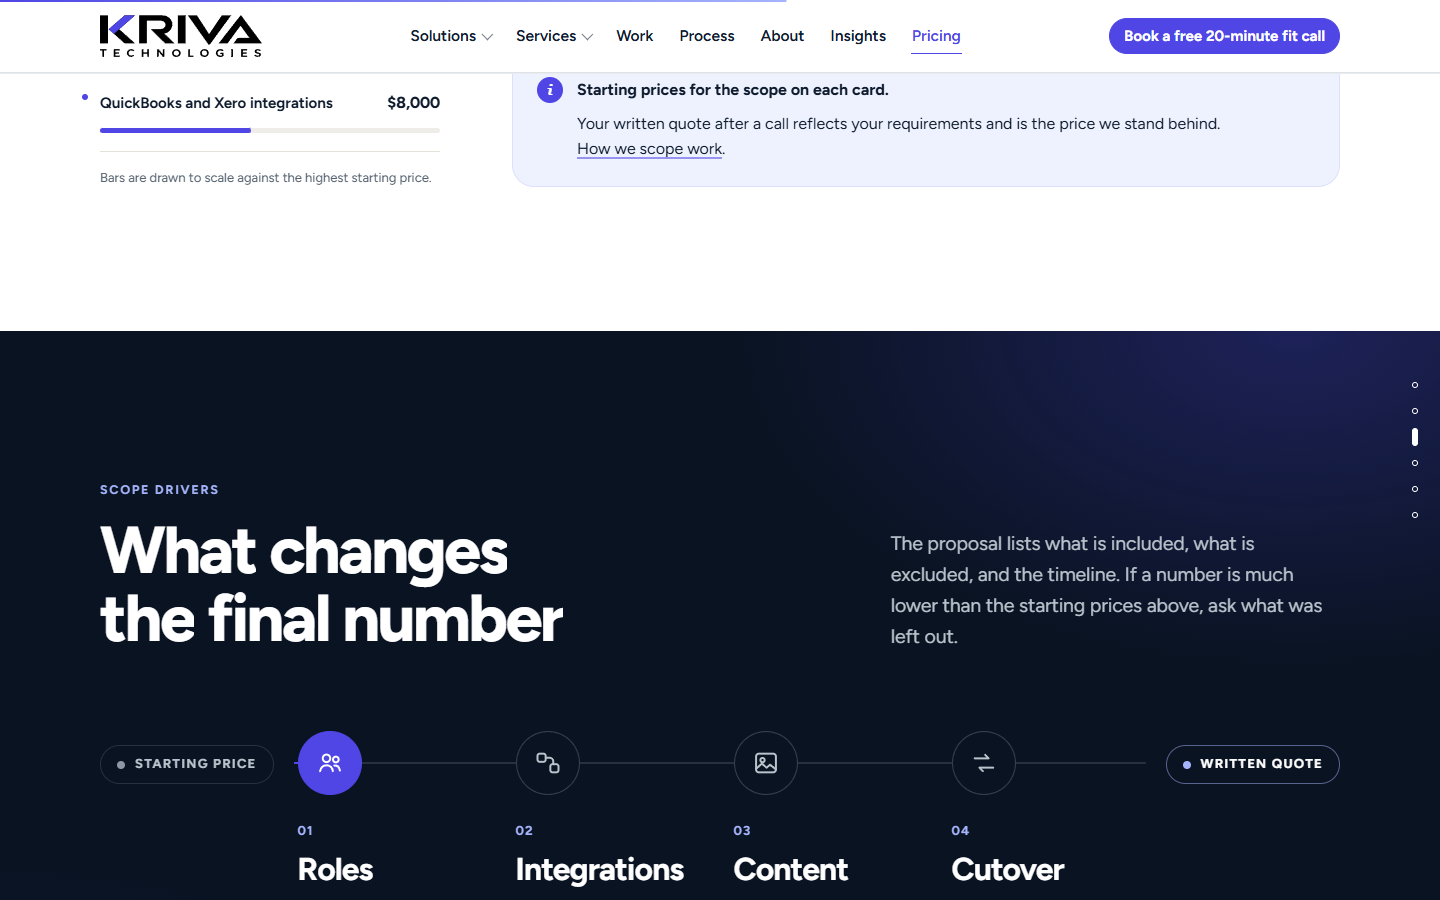 KRIVA
TECHNOLOGIES
Solutions
Services
Work
Process
About
Insights
Pricing
Book a free 20-minute fit call
QuickBooks and Xero integrations
$8,000
Bars are drawn to scale against the highest starting price.
i
Starting prices for the scope on each card.
Your written quote after a call reflects your requirements and is the price we stand behind.
How we scope work.
SCOPE DRIVERS
What changes
the final number
The proposal lists what is included, what is
excluded, and the timeline. If a number is much
lower than the starting prices above, ask what was
left out.
STARTING PRICE
WRITTEN QUOTE
01
Roles
02
Integrations
03
Content
04
Cutover